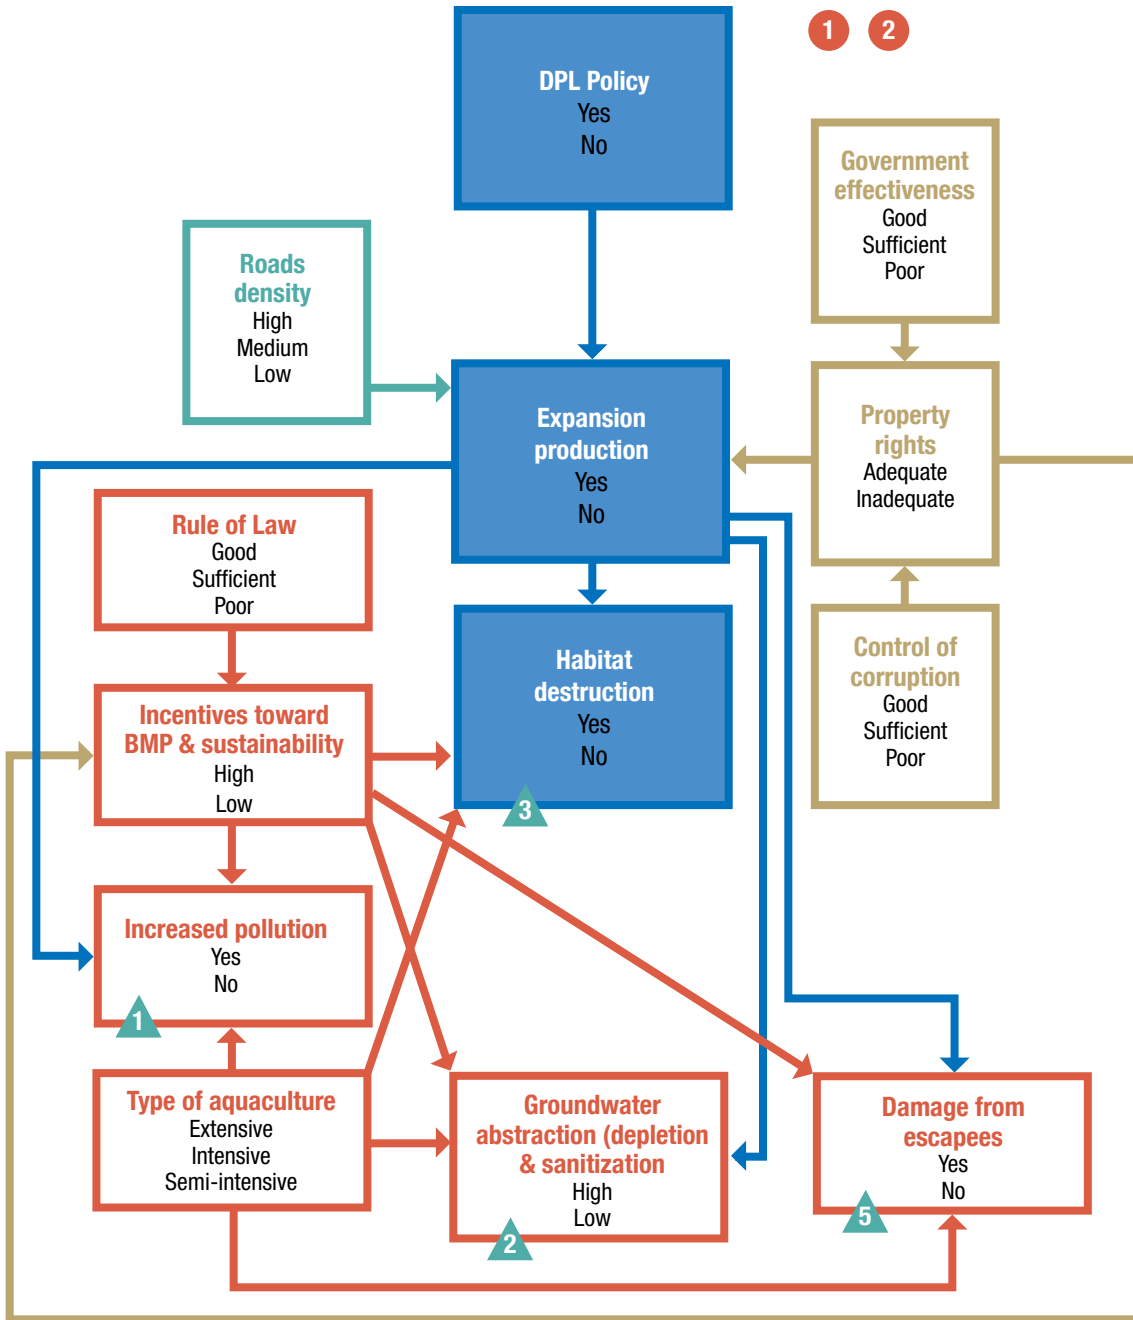 1 2
DPL Policy
Yes
No
Government
effectiveness
Good
Sufficient
Poor
Roads
density
High
Medium
Low
Expansion
production
Yes
No
Property
rights
Adequate
Inadequate
Rule of Law
Good
Sufficient
Poor
Habitat
destruction
Yes
No
3
Control of
corruption
Good
Sufficient
Poor
Incentives toward
BMP & sustainability
High
Low
Increased pollution
Yes
No
1
Type of aquaculture
Extensive
Intensive
Semi-intensive
Groundwater
abstraction (depletion
& sanitization
High
Low
2
Damage from
escapees
Yes
No
5